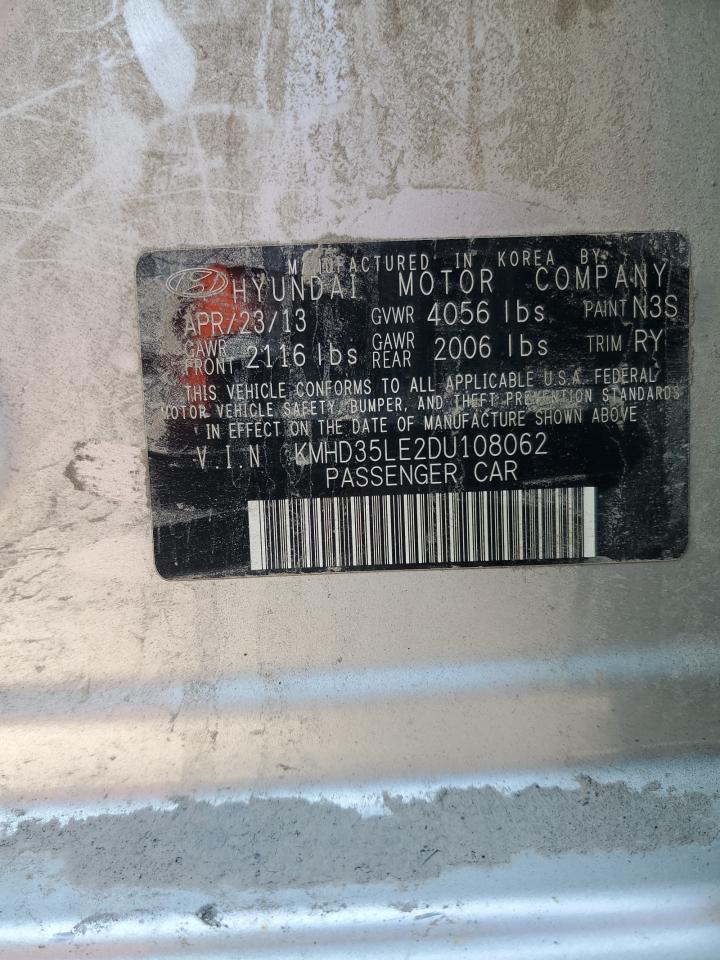 MANUFACTURED IN KOREA BY
HYUNDAI MOTOR COMPANY
APR/23/13 GVWR 4056 lbs PAINT N3S
GAWR FRONT 2116 lbs GAWR REAR 2006 lbs TRIM RY
THIS VEHICLE CONFORMS TO ALL APPLICABLE U.S.A. FEDERAL
MOTOR VEHICLE SAFETY, BUMPER, AND THEFT PREVENTION STANDARDS
IN EFFECT ON THE DATE OF MANUFACTURE SHOWN ABOVE
V.I.N KMHD35LE2DU108062
PASSENGER CAR